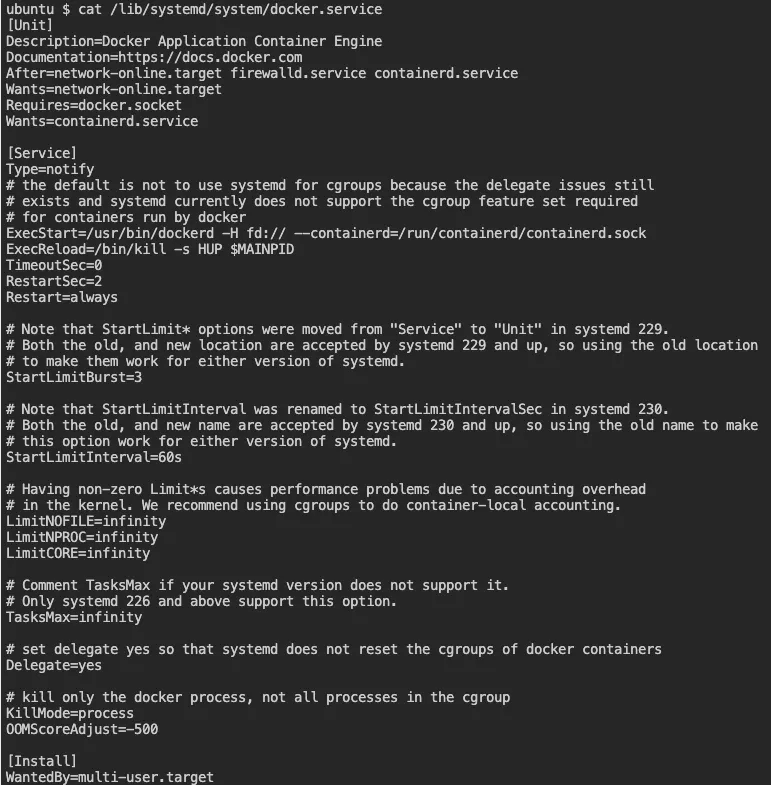 ubuntu $ cat /lib/systemd/system/docker.service
[Unit]
Description=Docker Application Container Engine
Documentation=https://docs.docker.com
After=network-online.target firewalld.service containerd.service
Wants=network-online.target
Requires=docker.socket
Wants=containerd.service

[Service]
Type=notify
# the default is not to use systemd for cgroups because the delegate issues still
# exists and systemd currently does not support the cgroup feature set required
# for containers run by docker
ExecStart=/usr/bin/dockerd -H fd:// --containerd=/run/containerd/containerd.sock
ExecReload=/bin/kill -s HUP $MAINPID
TimeoutSec=0
RestartSec=2
Restart=always

# Note that StartLimit* options were moved from "Service" to "Unit" in systemd 229.
# Both the old, and new location are accepted by systemd 229 and up, so using the old location
# to make them work for either version of systemd.
StartLimitBurst=3

# Note that StartLimitInterval was renamed to StartLimitIntervalSec in systemd 230.
# Both the old, and new name are accepted by systemd 230 and up, so using the old name to make
# this option work for either version of systemd.
StartLimitInterval=60s

# Having non-zero Limit*s causes performance problems due to accounting overhead
# in the kernel. We recommend using cgroups to do container-local accounting.
LimitNOFILE=infinity
LimitNPROC=infinity
LimitCORE=infinity

# Comment TasksMax if your systemd version does not support it.
# Only systemd 226 and above support this option.
TasksMax=infinity

# set delegate yes so that systemd does not reset the cgroups of docker containers
Delegate=yes

# kill only the docker process, not all processes in the cgroup
KillMode=process
OOMScoreAdjust=-500

[Install]
WantedBy=multi-user.target